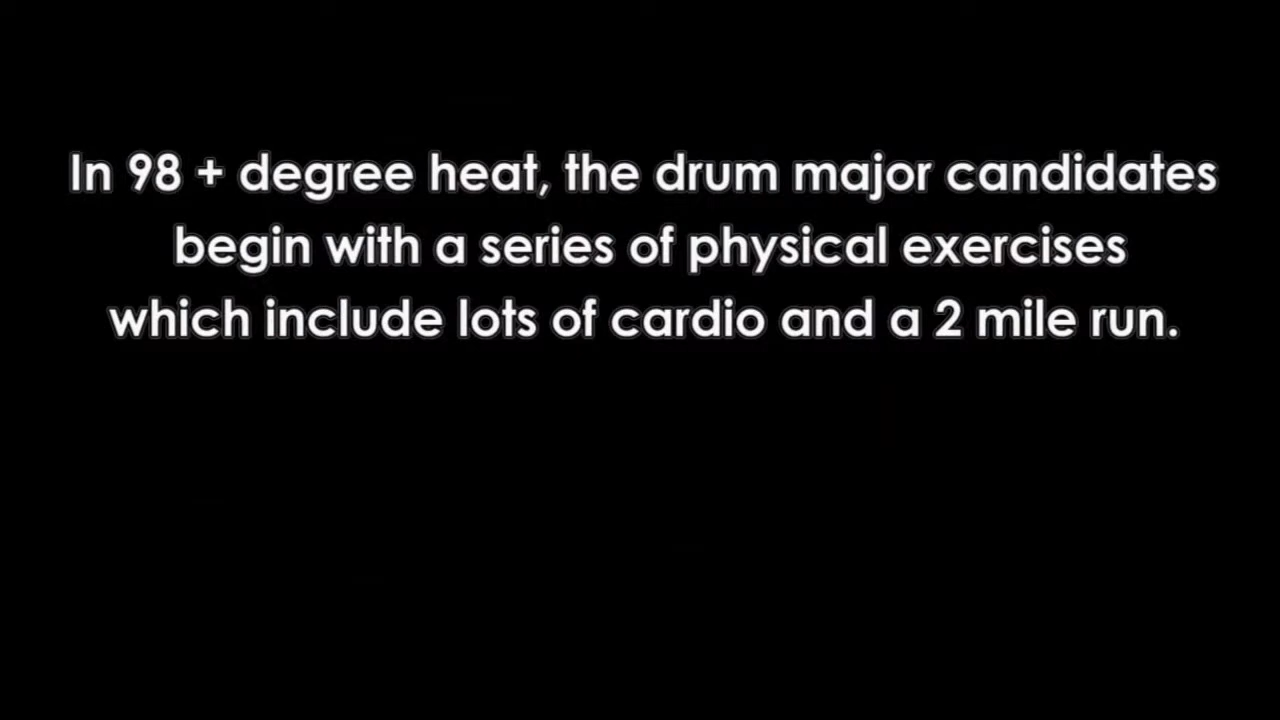 In 98 + degree heat, the drum major candidates
begin with a series of physical exercises
which include lots of cardio and a 2 mile run.